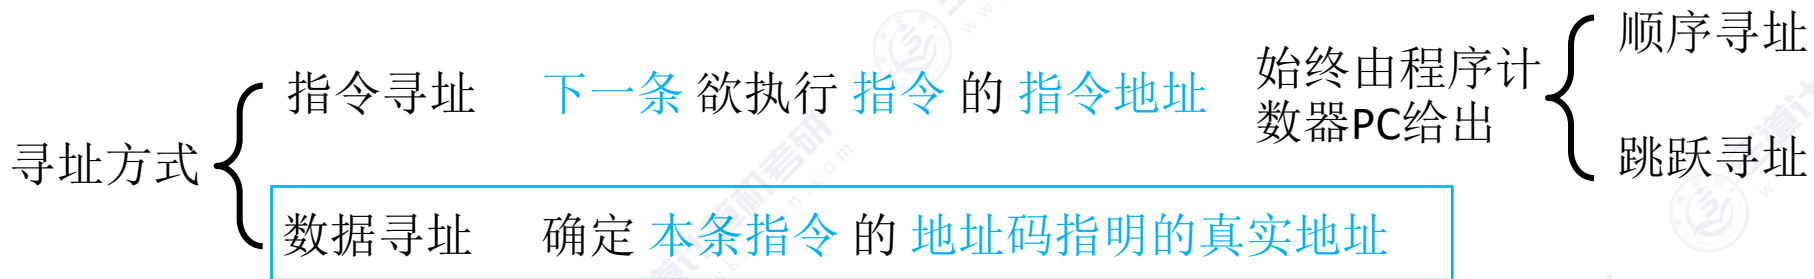 顺序寻址
指令寻址 下一条 欲执行 指令 的 指令地址
始终由程序计
数器PC给出
寻址方式
跳跃寻址
数据寻址 确定 本条指令 的 地址码指明的真实地址